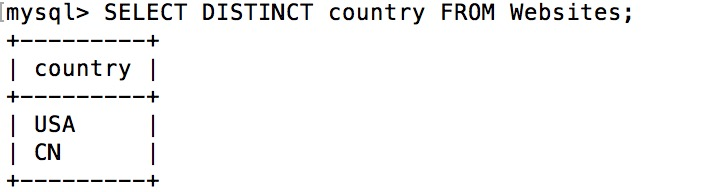 [mysql> SELECT DISTINCT country FROM Websites;
+---------+
| country |
+---------+
| USA     |
| CN      |
+---------+